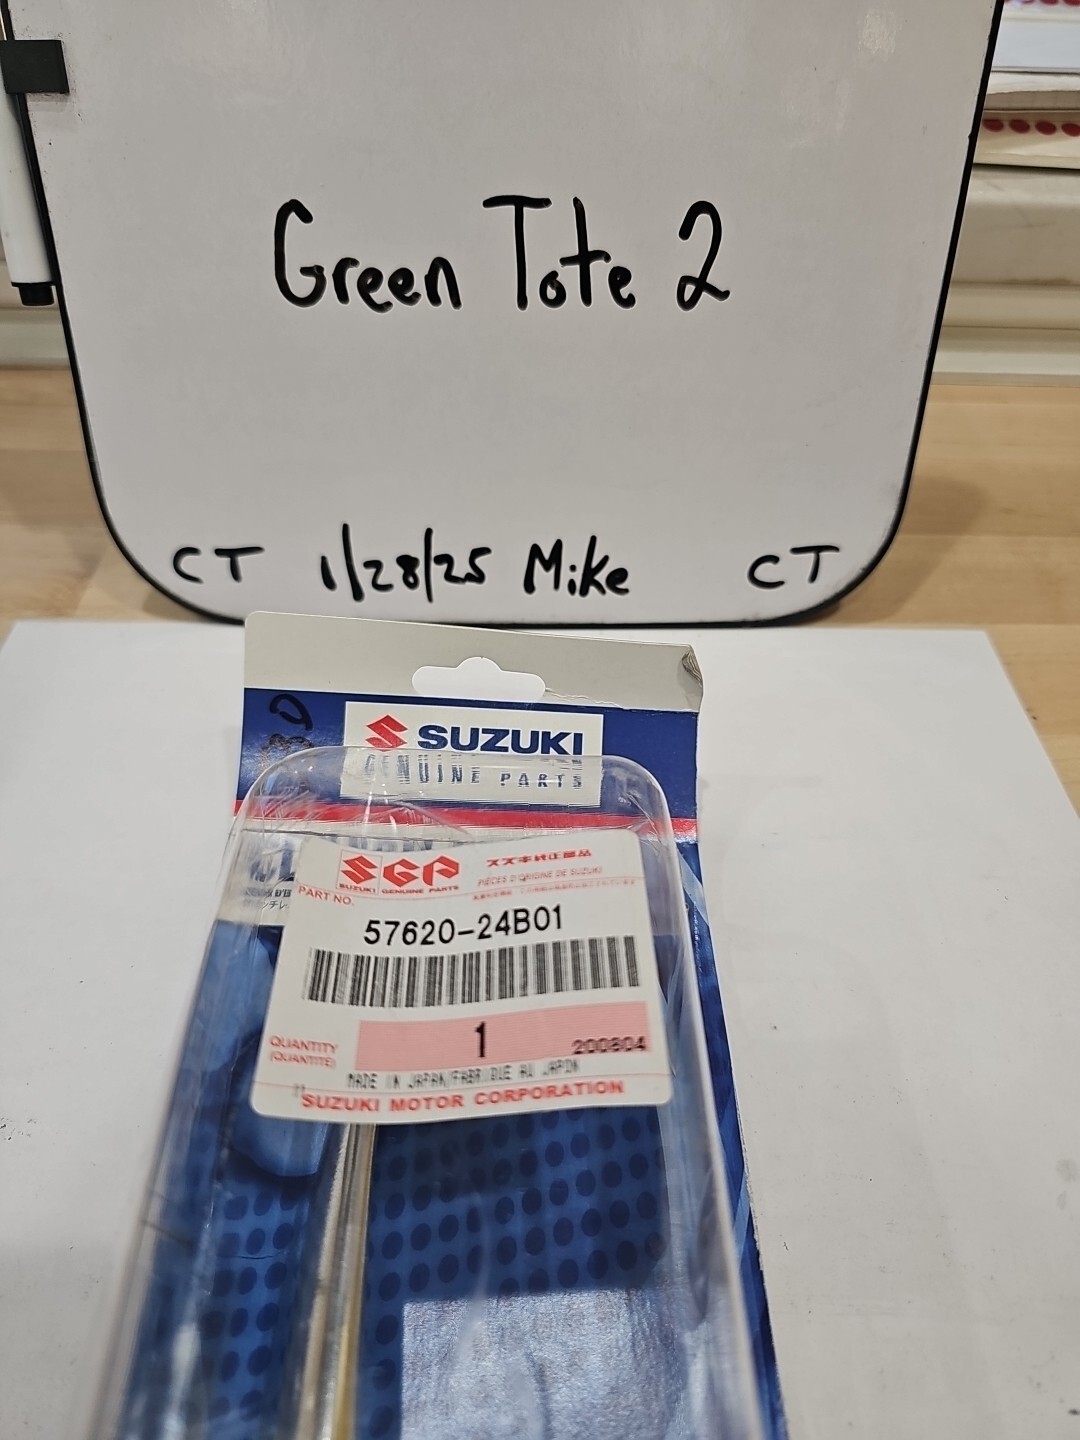 Green Tote 2
CT 1/28/25 Mike CT
SUZUKI
GENUINE PARTS
SGP スズキ純正部品
SUZUKI GENUINE PARTS PIÈCES D'ORIGINE DE SUZUKI
PART NO.
57620-24B01
QUANTITY 1
(QUANTITÉ) 200804
MADE IN JAPAN/FABRIQUE AU JAPON
SUZUKI MOTOR CORPORATION